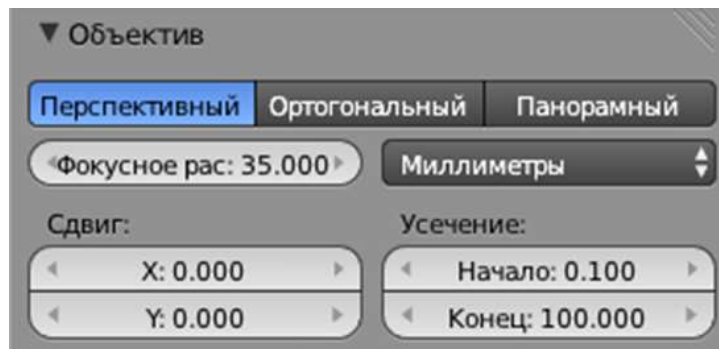 Объектив
Перспективный Ортогональный Панорамный
Фокусное рас: 35.000 Миллиметры
Сдвиг: Усечение:
X: 0.000 Начало: 0.100
Y: 0.000 Конец: 100.000